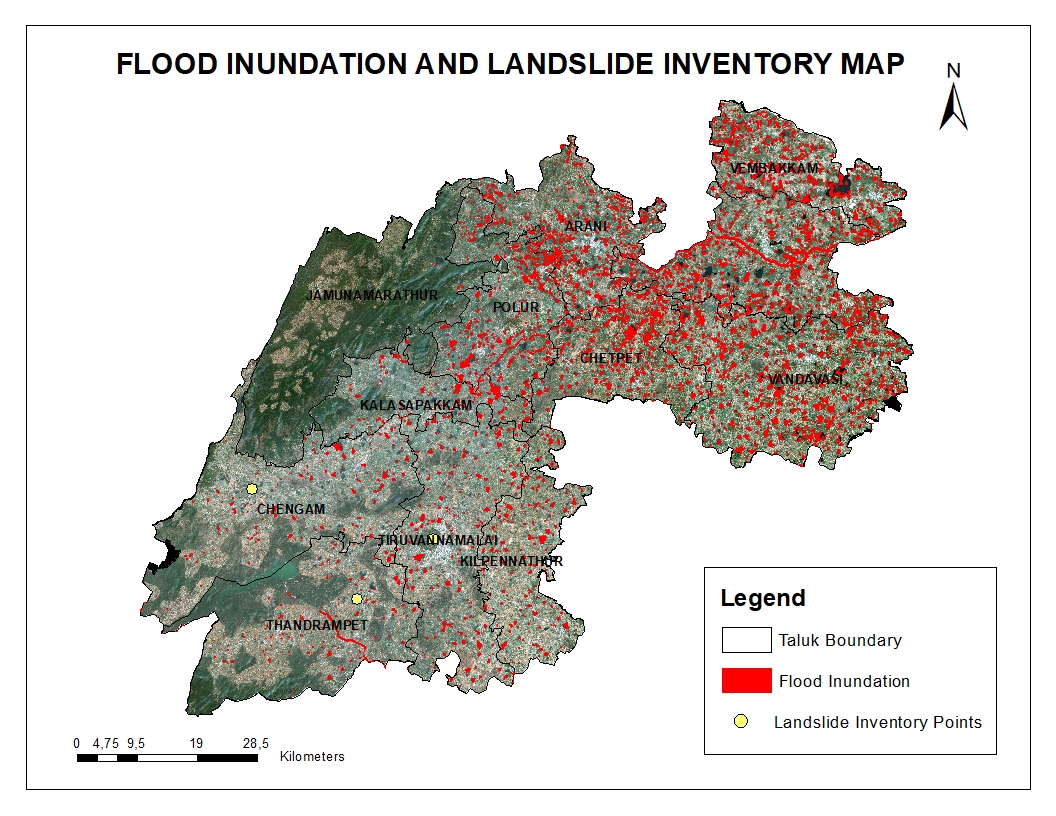 FLOOD INUNDATION AND LANDSLIDE INVENTORY MAP
N
VEMBAKKAM
ARANI
JAMUNAMARATHUR
POLUR
CHETPET
VANDAVASI
KALASAPAKKAM
CHENGAM
TIRUVANNAMALAI
KILPENNATHUR
THANDRAMPET
Legend
Taluk Boundary
Flood Inundation
Landslide Inventory Points
0 4,75 9,5 19 28,5
Kilometers